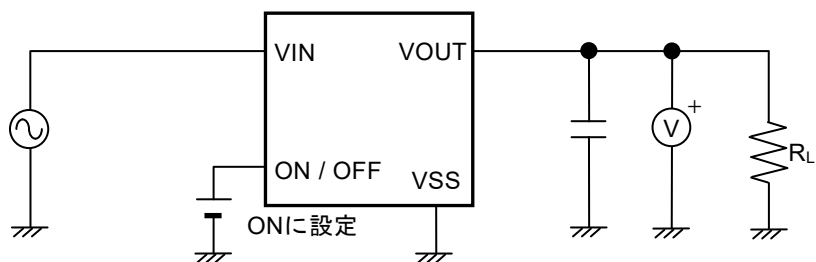 VIN
VOUT
+
V
ON / OFF
VSS
RL
ONに設定